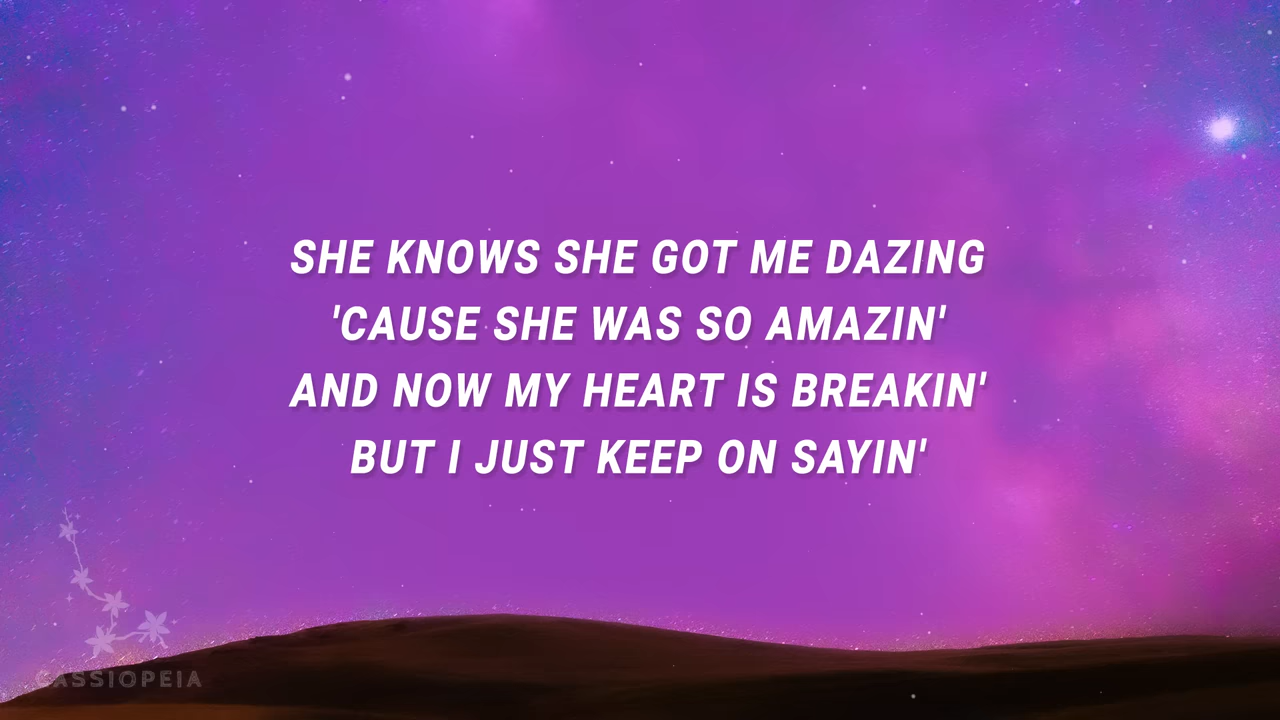 SHE KNOWS SHE GOT ME DAZING
'CAUSE SHE WAS SO AMAZIN'
AND NOW MY HEART IS BREAKIN'
BUT I JUST KEEP ON SAYIN'
CASSIOPEIA